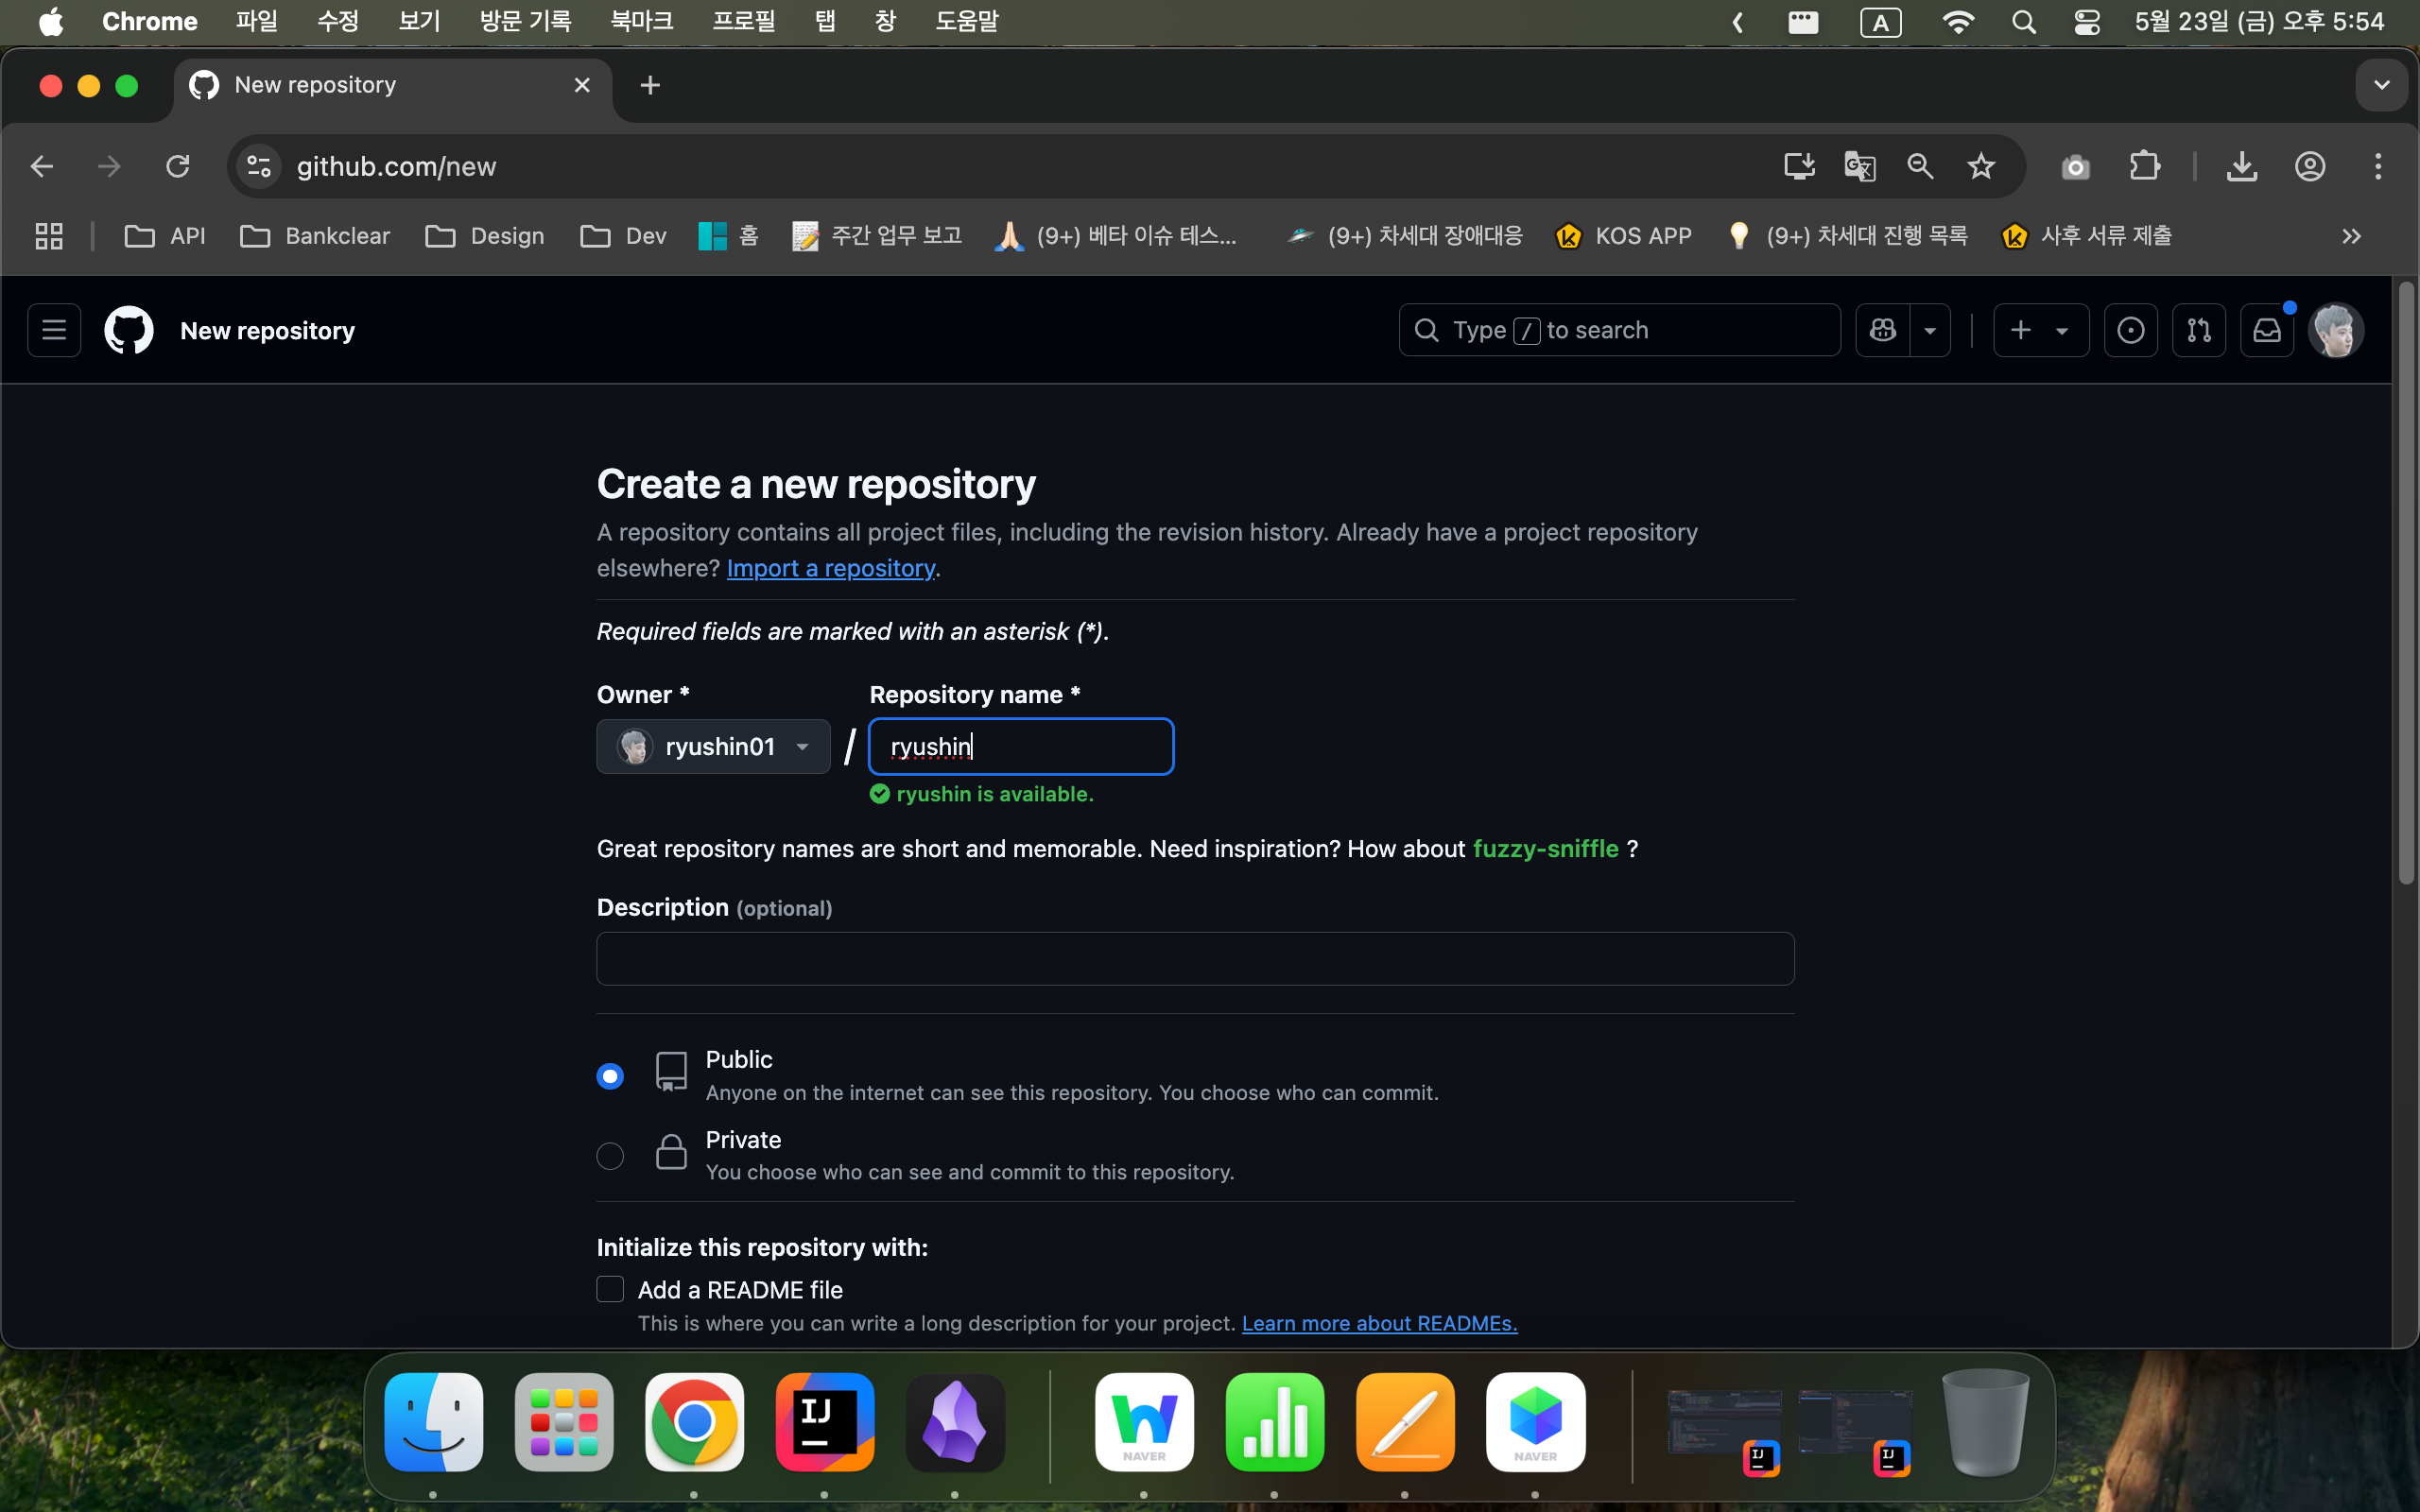 Chrome 파일 수정 보기 방문 기록 북마크 프로필 탭 창 도움말 A 5월 23일 (금) 오후 5:54
New repository
github.com/new
API Bankclear Design Dev 홈 주간 업무 보고 (9+) 베타 이슈 테스... (9+) 차세대 장애대응 KOS APP (9+) 차세대 진행 목록 사후 서류 제출
New repository Type / to search
Create a new repository
A repository contains all project files, including the revision history. Already have a project repository
elsewhere? Import a repository.
Required fields are marked with an asterisk (*).
Owner * Repository name *
ryushin01 / ryushin
ryushin is available.
Great repository names are short and memorable. Need inspiration? How about fuzzy-sniffle ?
Description (optional)
Public
Anyone on the internet can see this repository. You choose who can commit.
Private
You choose who can see and commit to this repository.
Initialize this repository with:
Add a README file
This is where you can write a long description for your project. Learn more about READMEs.
IJ NAVER NAVER IJ IJ